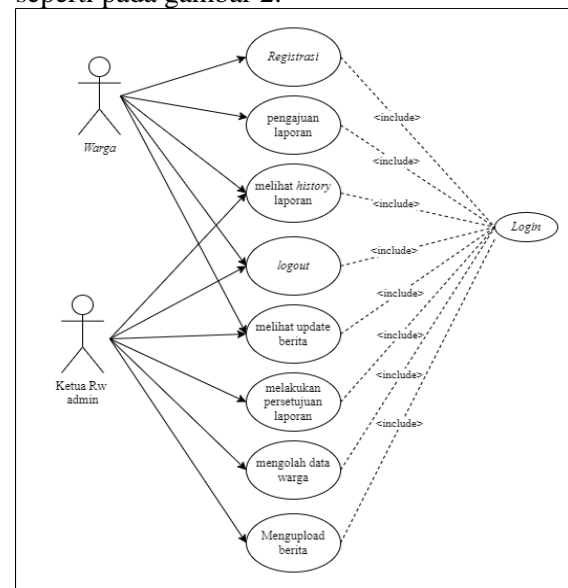 seperti pada gambar 2.
Registrasi
<include>
pengajuan
laporan
Warga
<include>
melihat history
laporan
<include>
Login
logout
<include>
<include>
melihat update
berita
<include>
Ketua Rw
admin
melakukan
persetujuan
laporan
<include>
<include>
mengolah data
warga
Mengupload
berita